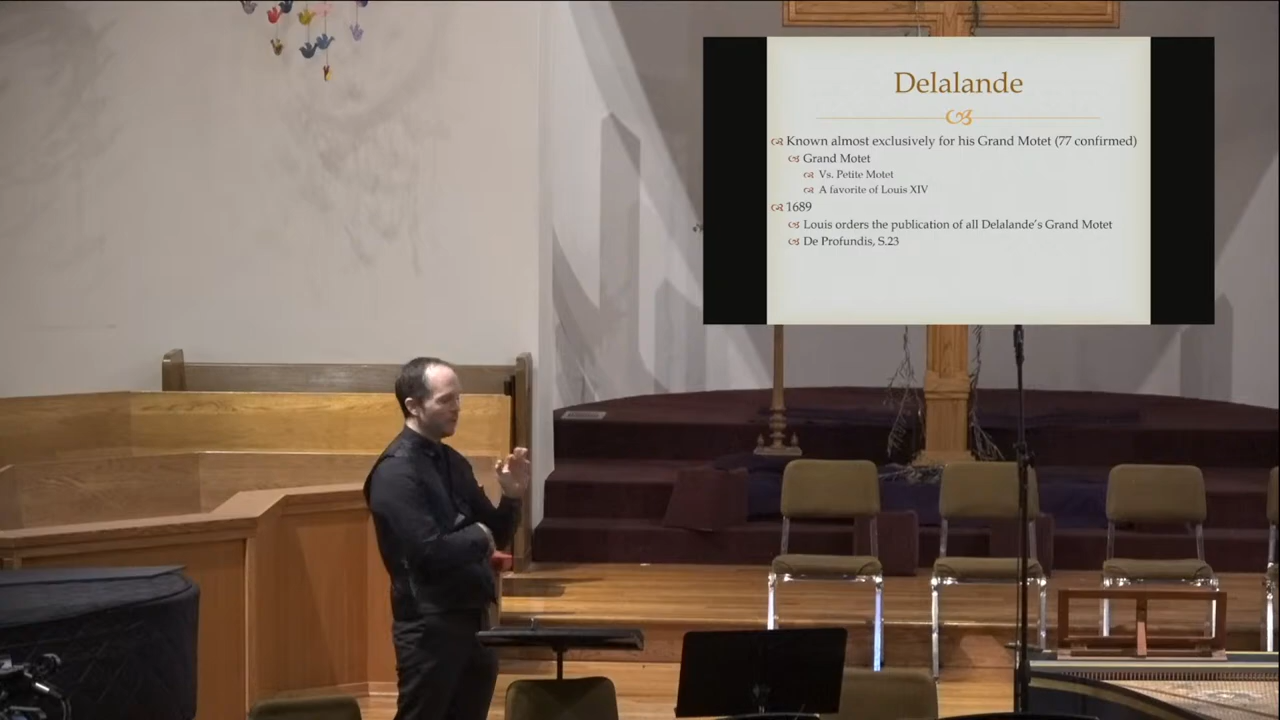 Delalande
Known almost exclusively for his Grand Motet (77 confirmed)
Grand Motet
Vs. Petite Motet
A favorite of Louis XIV
1689
Louis orders the publication of all Delalande's Grand Motet
De Profundis, S.23